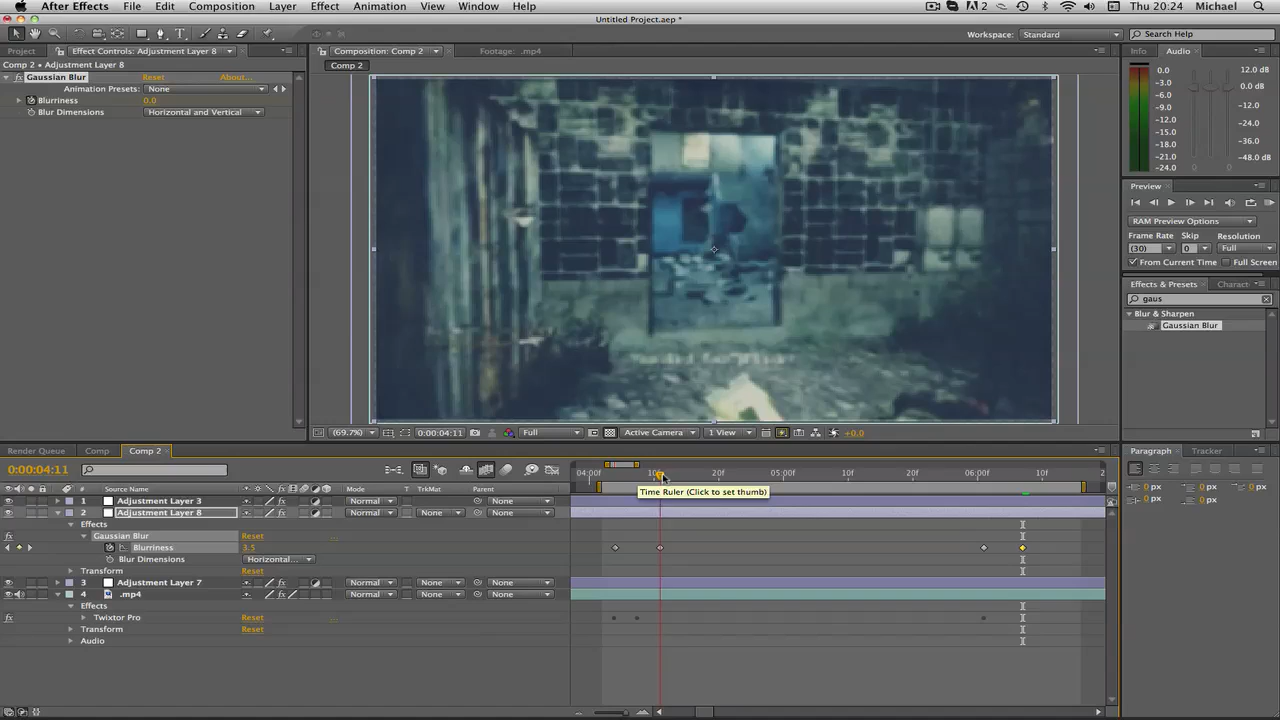 After Effects File Edit Composition Layer Effect Animation View Window Help 2 Thu 20:24 Michael
Untitled Project.aep *
Workspace: Standard Search Help
Project Effect Controls: Adjustment Layer 8 Composition: Comp 2 Footage: .mp4 Info Audio
Comp 2 • Adjustment Layer 8 Comp 2
fx Gaussian Blur Reset About...
Animation Presets: None
Blurriness 0.0
Blur Dimensions Horizontal and Vertical
0.0 12.0 dB
-3.0 6.0 dB
-6.0 0.0 dB
-9.0 -12.0
-12.0 -24.0
-15.0
-18.0 -36.0
-21.0
-24.0 -48.0
Preview
RAM Preview Options
Frame Rate Skip Resolution
(30) 0 Full
From Current Time Full Screen
Effects & Presets Charact
gaus
Blur & Sharpen
Gaussian Blur
(69.7%) 0:00:04:11 Full Active Camera 1 View +0.0
Render Queue Comp Comp 2 Paragraph Tracker
0:00:04:11
04:00f 10f 20f 05:00f 10f 20f 06:00f 10f
0 px 0 px 0 px
0 px 0 px
# Source Name Mode T TrkMat Parent
Time Ruler (Click to set thumb)
1 Adjustment Layer 3 Normal None
2 Adjustment Layer 8 Normal None None
Effects
fx Gaussian Blur Reset ...
Blurriness 3.5
Blur Dimensions Horizontal...
Transform Reset
3 Adjustment Layer 7 Normal None None
4 .mp4 Normal None None
Effects
fx Twixtor Pro Reset ...
Transform Reset
Audio